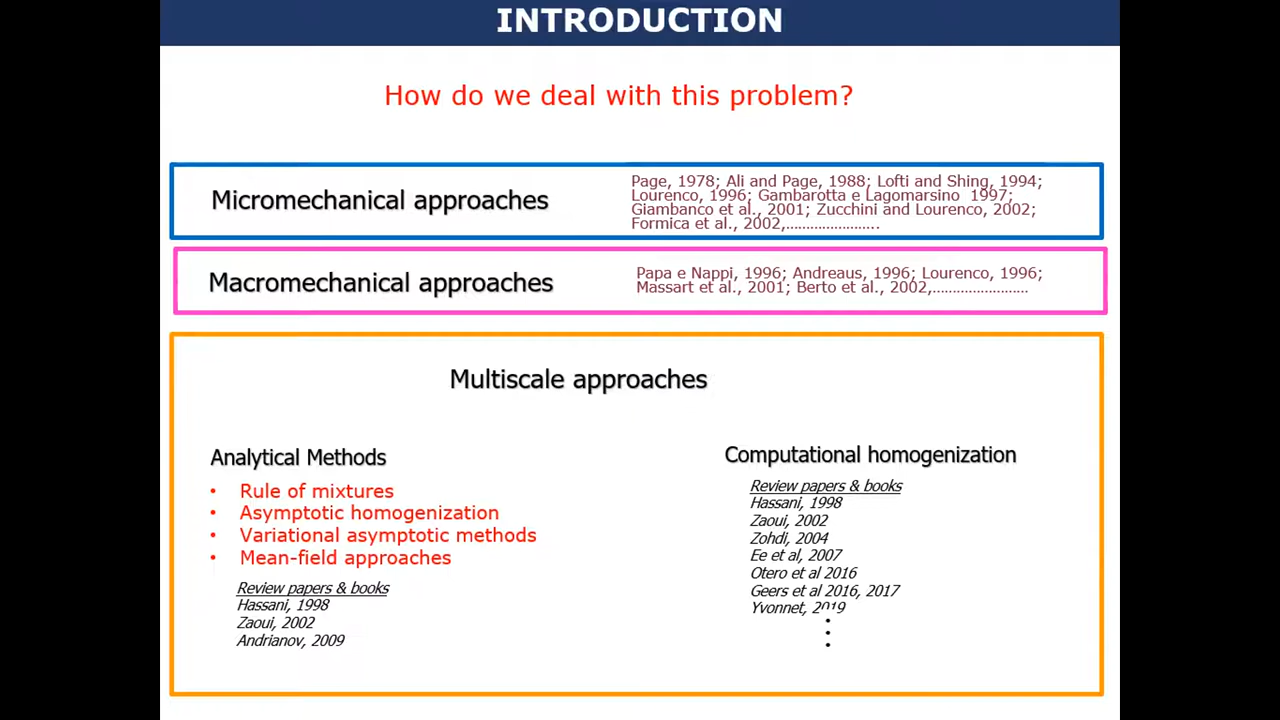 INTRODUCTION
How do we deal with this problem?
Micromechanical approaches
Page, 1978; Ali and Page, 1988; Lofti and Shing, 1994;
Lourenco, 1996; Gambarotta e Lagomarsino 1997;
Giambanco et al., 2001; Zucchini and Lourenco, 2002;
Formica et al., 2002,........................
Macromechanical approaches
Papa e Nappi, 1996; Andreaus, 1996; Lourenco, 1996;
Massart et al., 2001; Berto et al., 2002,........................
Multiscale approaches
Analytical Methods
• Rule of mixtures
• Asymptotic homogenization
• Variational asymptotic methods
• Mean-field approaches
Review papers & books
Hassani, 1998
Zaoui, 2002
Andrianov, 2009
Computational homogenization
Review papers & books
Hassani, 1998
Zaoui, 2002
Zohdi, 2004
Ee et al, 2007
Otero et al 2016
Geers et al 2016, 2017
Yvonnet, 2019